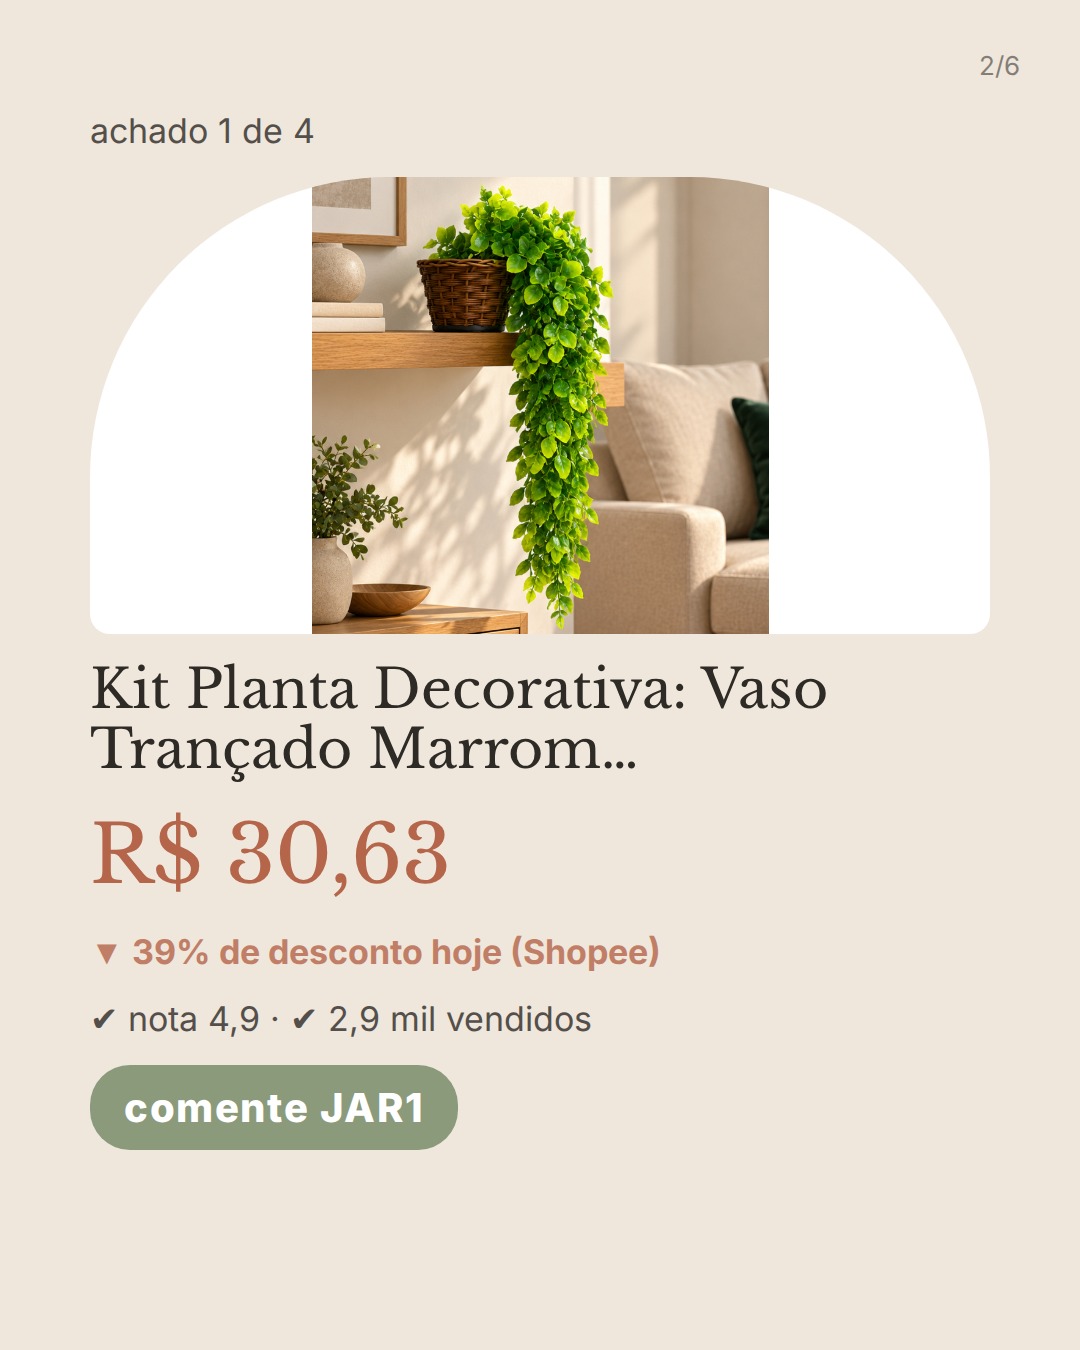 2/6
achado 1 de 4
Kit Planta Decorativa: Vaso
Trançado Marrom...
R$ 30,63
▼ 39% de desconto hoje (Shopee)
✔ nota 4,9 · ✔ 2,9 mil vendidos
comente JAR1